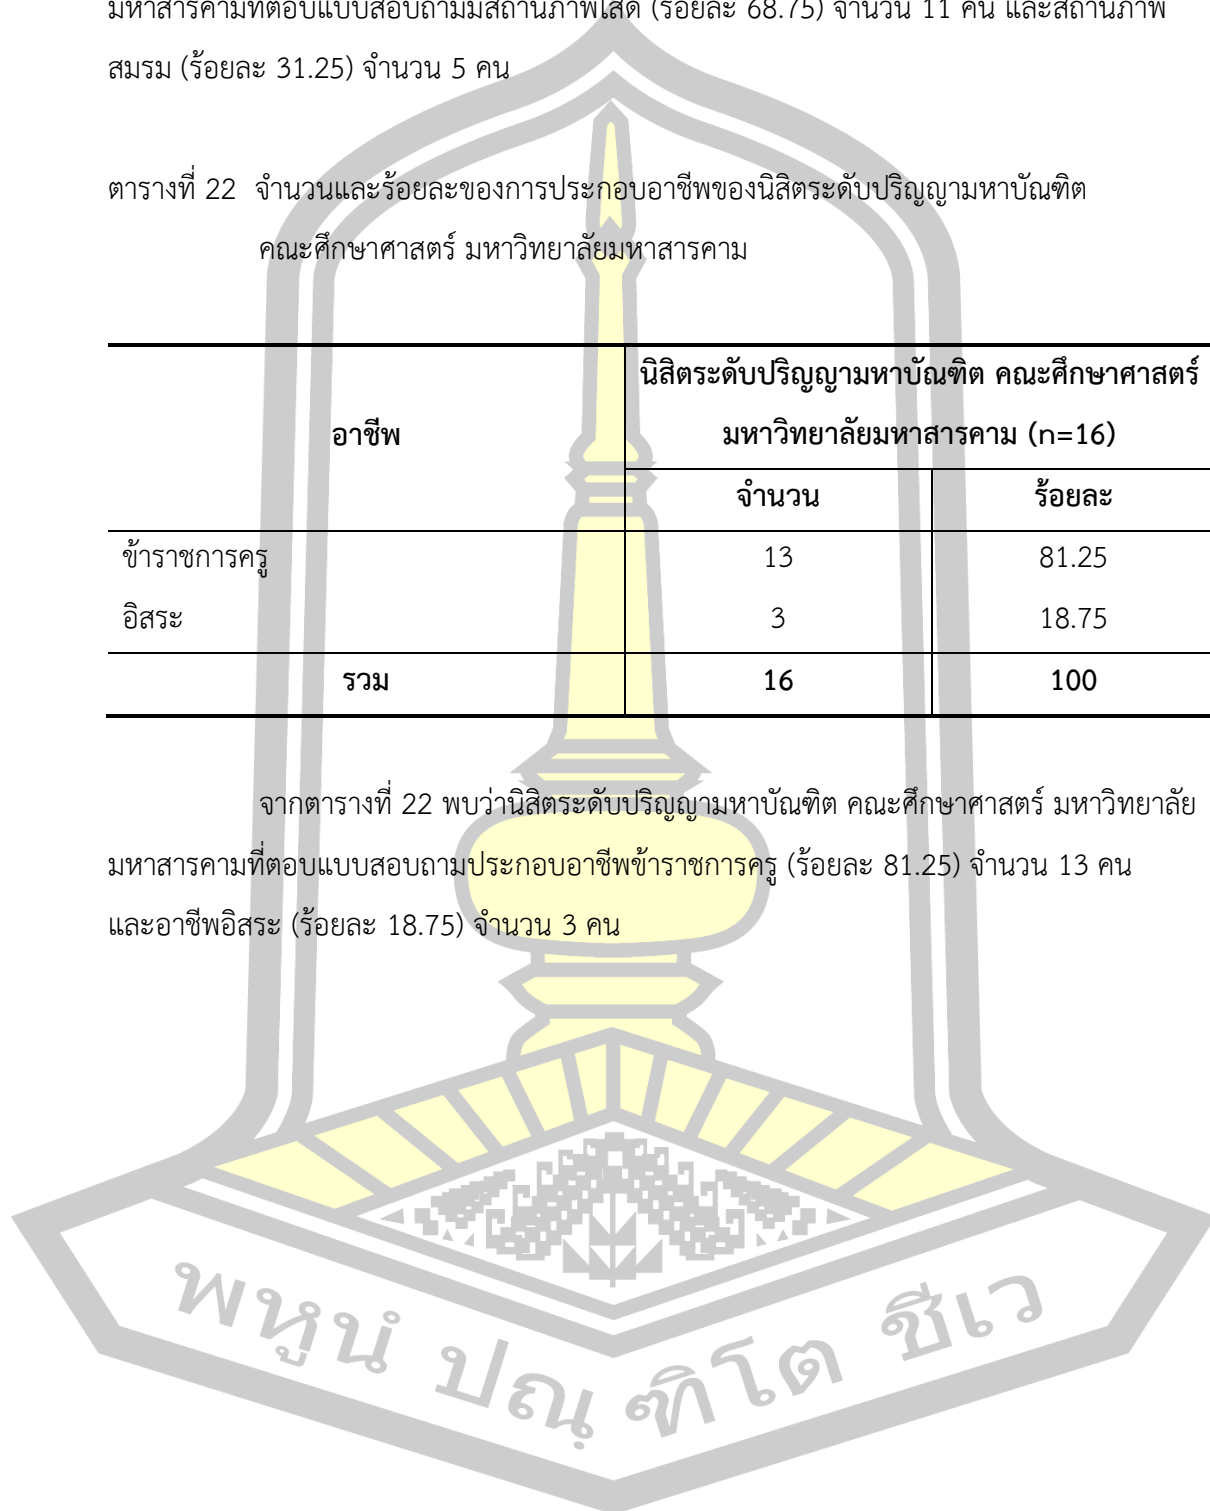 มหาสารคามที่ตอบแบบสอบถามมีสถานภาพโสด (ร้อยละ 68.75) จำนวน 11 คน และสถานภาพ
สมรม (ร้อยละ 31.25) จำนวน 5 คน
ตารางที่ 22 จำนวนและร้อยละของการประกอบอาชีพของนิสิตระดับปริญญามหาบัณฑิต
คณะศึกษาศาสตร์ มหาวิทยาลัยมหาสารคาม
นิสิตระดับปริญญามหาบัณฑิต คณะศึกษาศาสตร์
อาชีพ มหาวิทยาลัยมหาสารคาม (n=16)
จำนวน ร้อยละ
ข้าราชการครู 13 81.25
อิสระ 3 18.75
รวม 16 100
จากตารางที่ 22 พบว่านิสิตระดับปริญญามหาบัณฑิต คณะศึกษาศาสตร์ มหาวิทยาลัย
มหาสารคามที่ตอบแบบสอบถามประกอบอาชีพข้าราชการครู (ร้อยละ 81.25) จำนวน 13 คน
และอาชีพอิสระ (ร้อยละ 18.75) จำนวน 3 คน
พหูนํ ปณฺ ฑิโต ชีเว